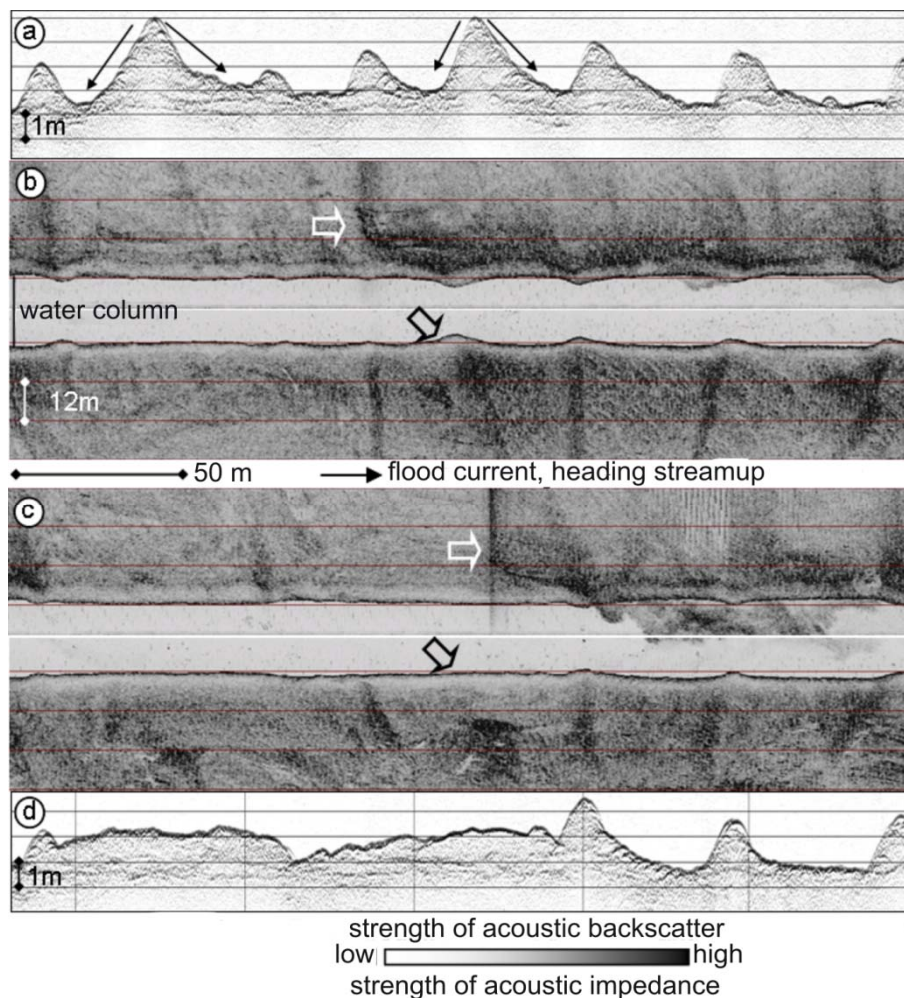 a
1m
b
water column
12m
50 m
flood current, heading streamup
c
d
1m
strength of acoustic backscatter
low high
strength of acoustic impedance